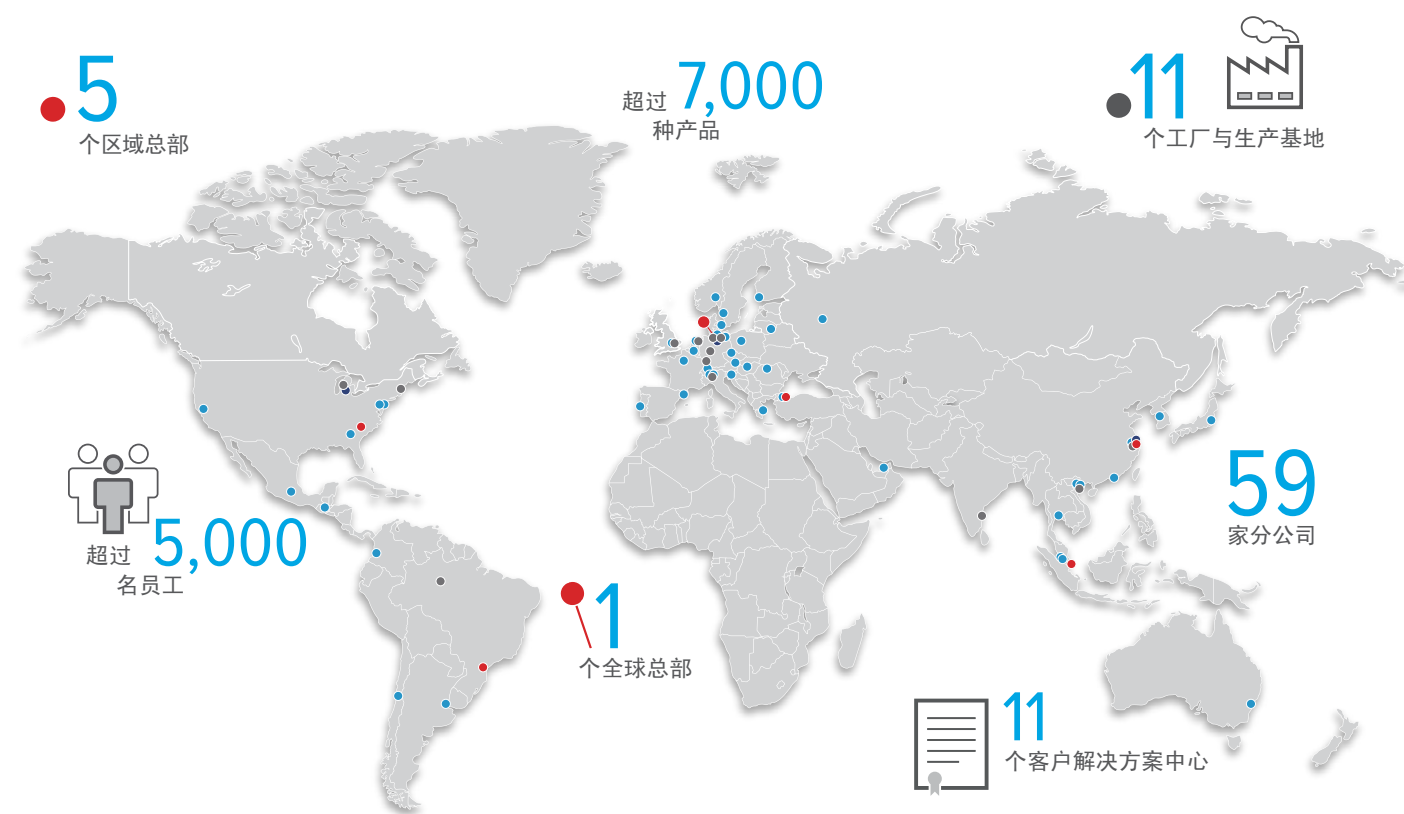 5
个区域总部
超过 7,000
种产品
11
个工厂与生产基地
59
家分公司
超过 5,000
名员工
1
个全球总部
11
个客户解决方案中心